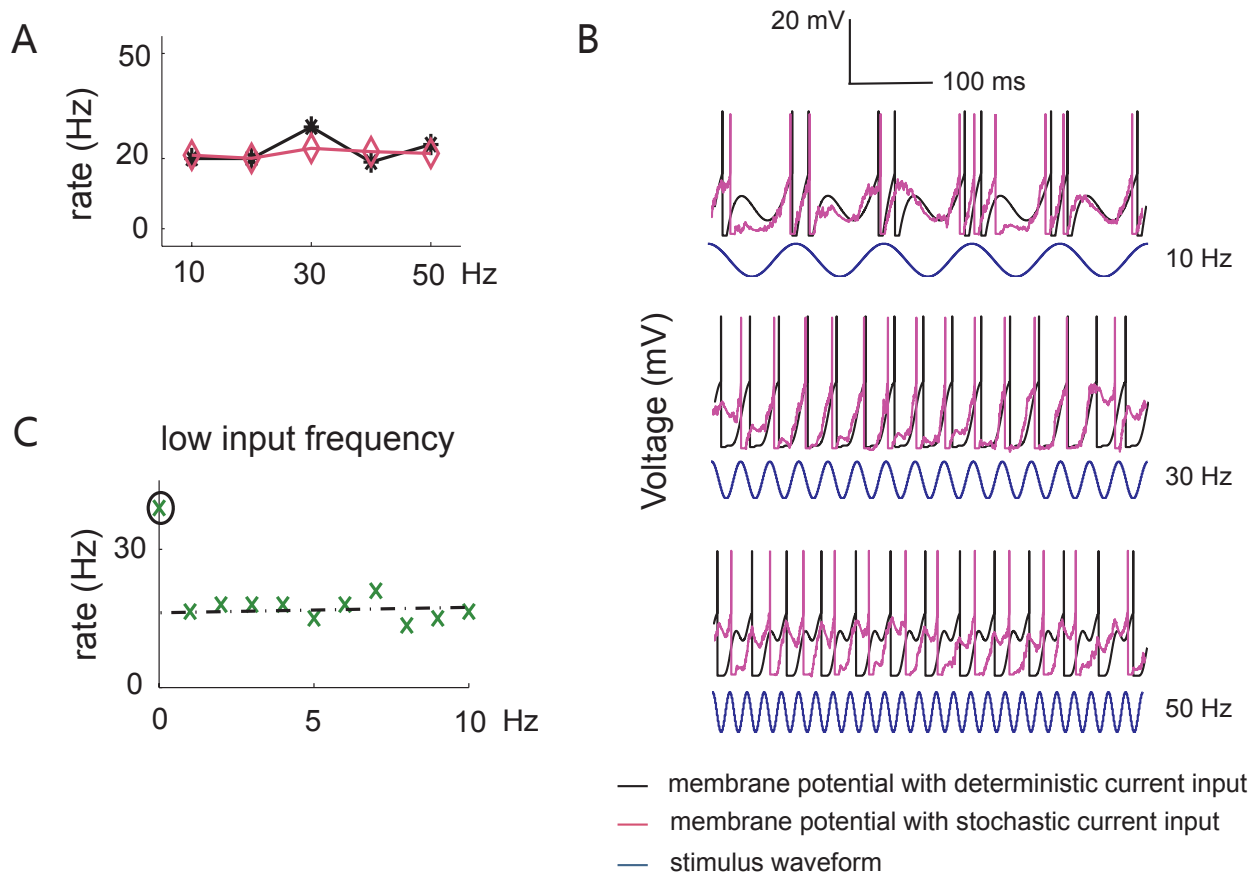 A
50
20
0
rate (Hz)
10 30 50 Hz
B
20 mV
100 ms
10 Hz
Voltage (mV)
30 Hz
50 Hz
C
low input frequency
30
0
rate (Hz)
0 5 10 Hz
membrane potential with deterministic current input
membrane potential with stochastic current input
stimulus waveform